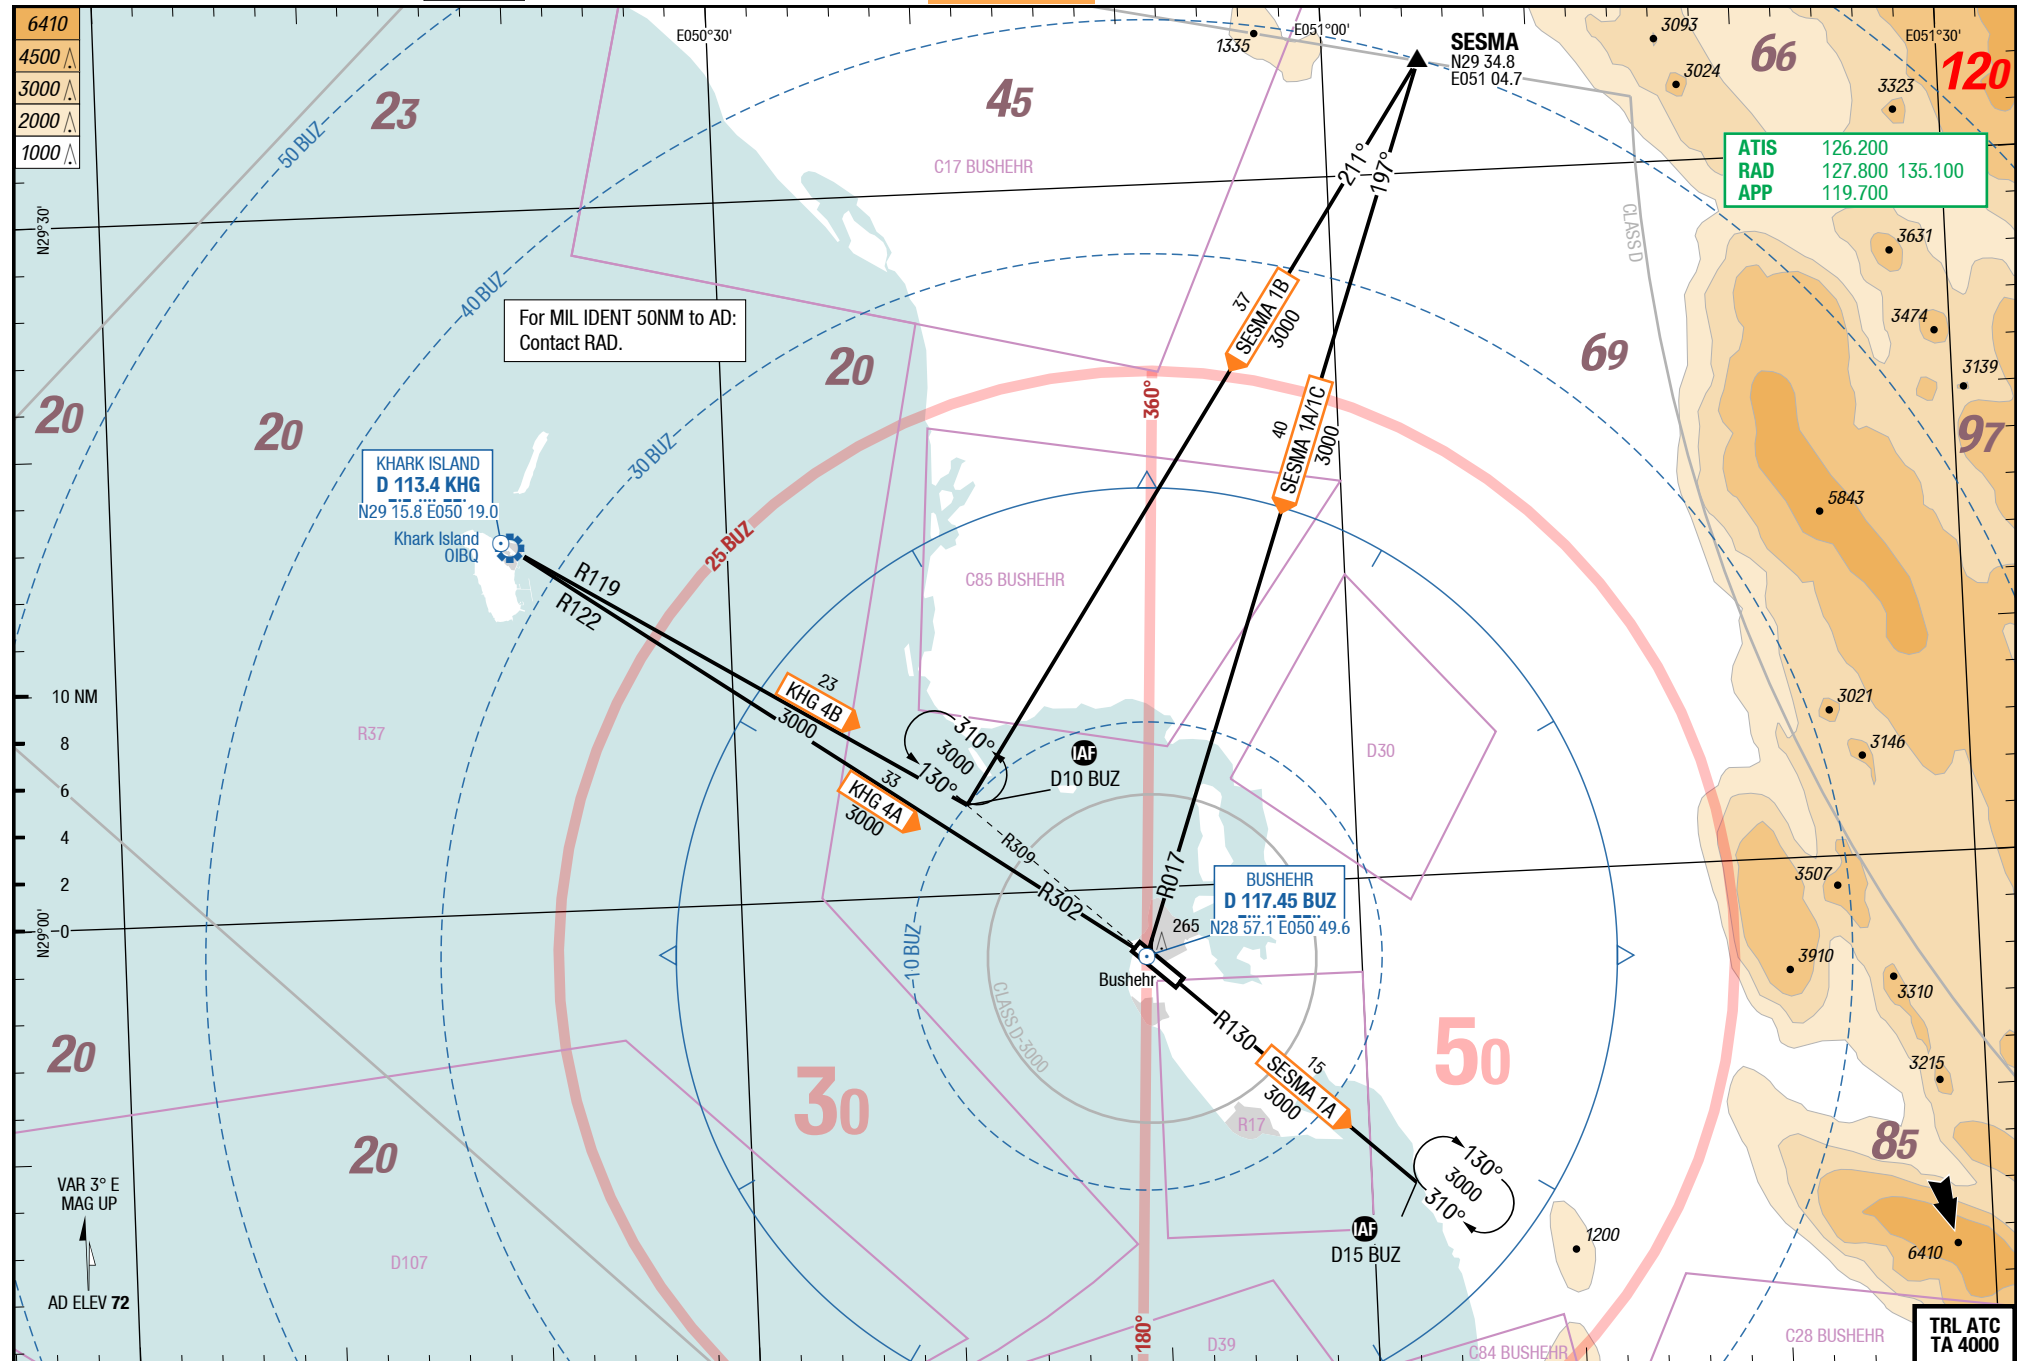 6410
4500
3000
2000
1000
23
50 BUZ
E050°30'
45
C17 BUSHEHR
1335
E051°00'
SESMA
N29 34.8
E051 04.7
3093
3024
66
E051°30'
120
3323
ATIS 126.200
RAD 127.800 135.100
APP 119.700
211°
197°
CLASS D
3631
N29°30'
40 BUZ
For MIL IDENT 50NM to AD:
Contact RAD.
37
SESMA 1B
3000
3474
20
69
3139
20
20
360°
40
SESMA 1A/1C
3000
97
30 BUZ
KHARK ISLAND
D 113.4 KHG
N29 15.8 E050 19.0
Khark Island
OIBQ
5843
25 BUZ
R119
R122
C85 BUSHEHR
10 NM
8
6
4
2
0
N29°00'
R37
23
KHG 4B
3000
33
KHG 4A
3000
310°
3000
130°
IAF
D10 BUZ
D30
3021
3146
R309
R302
R017
BUSHEHR
D 117.45 BUZ
N28 57.1 E050 49.6
265
Bushehr
10 BUZ
3507
3910
3310
CLASS D-3000
R130
15
SESMA 1A
3000
20
30
50
3215
R17
85
20
130°
3000
310°
IAF
D15 BUZ
VAR 3° E
MAG UP
1200
6410
D107
AD ELEV 72
180°
D39
C84 BUSHEHR
C28 BUSHEHR
TRL ATC
TA 4000